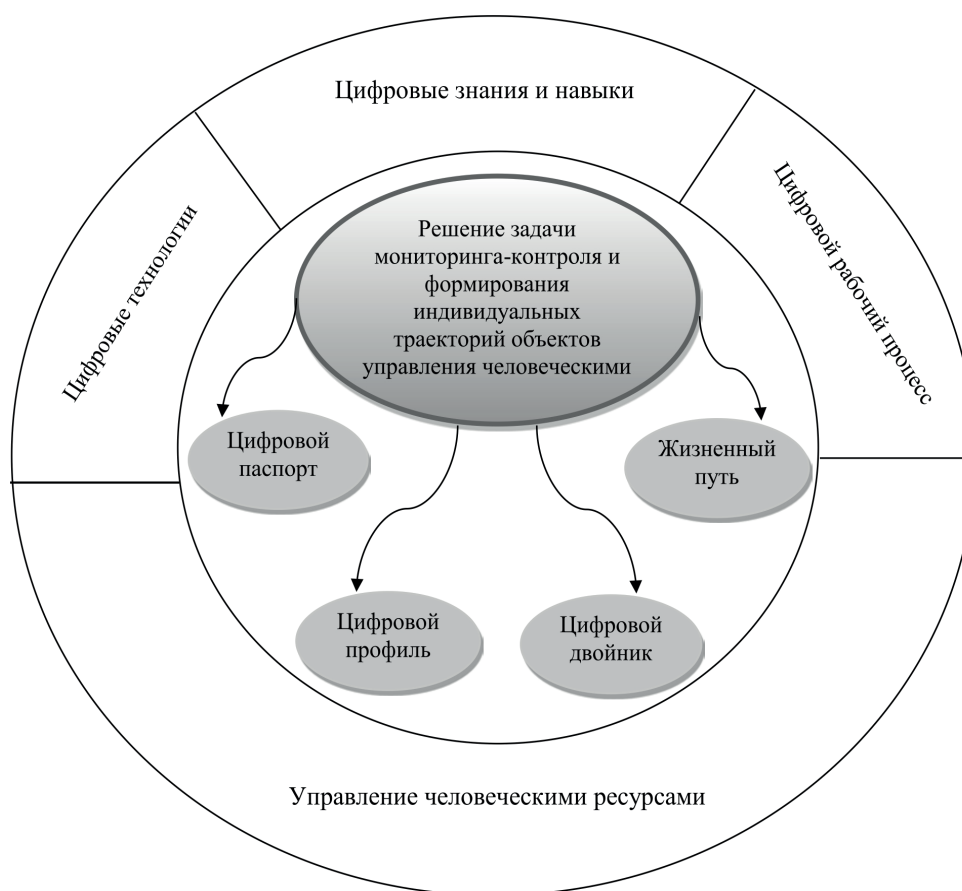 Цифровые знания и навыки
Цифровые технологии
Цифровой рабочий процесс
Решение задачи
мониторинга-контроля и
формирования
индивидуальных
траекторий объектов
управления человеческими
Цифровой
паспорт
Жизненный
путь
Цифровой
профиль
Цифровой
двойник
Управление человеческими ресурсами